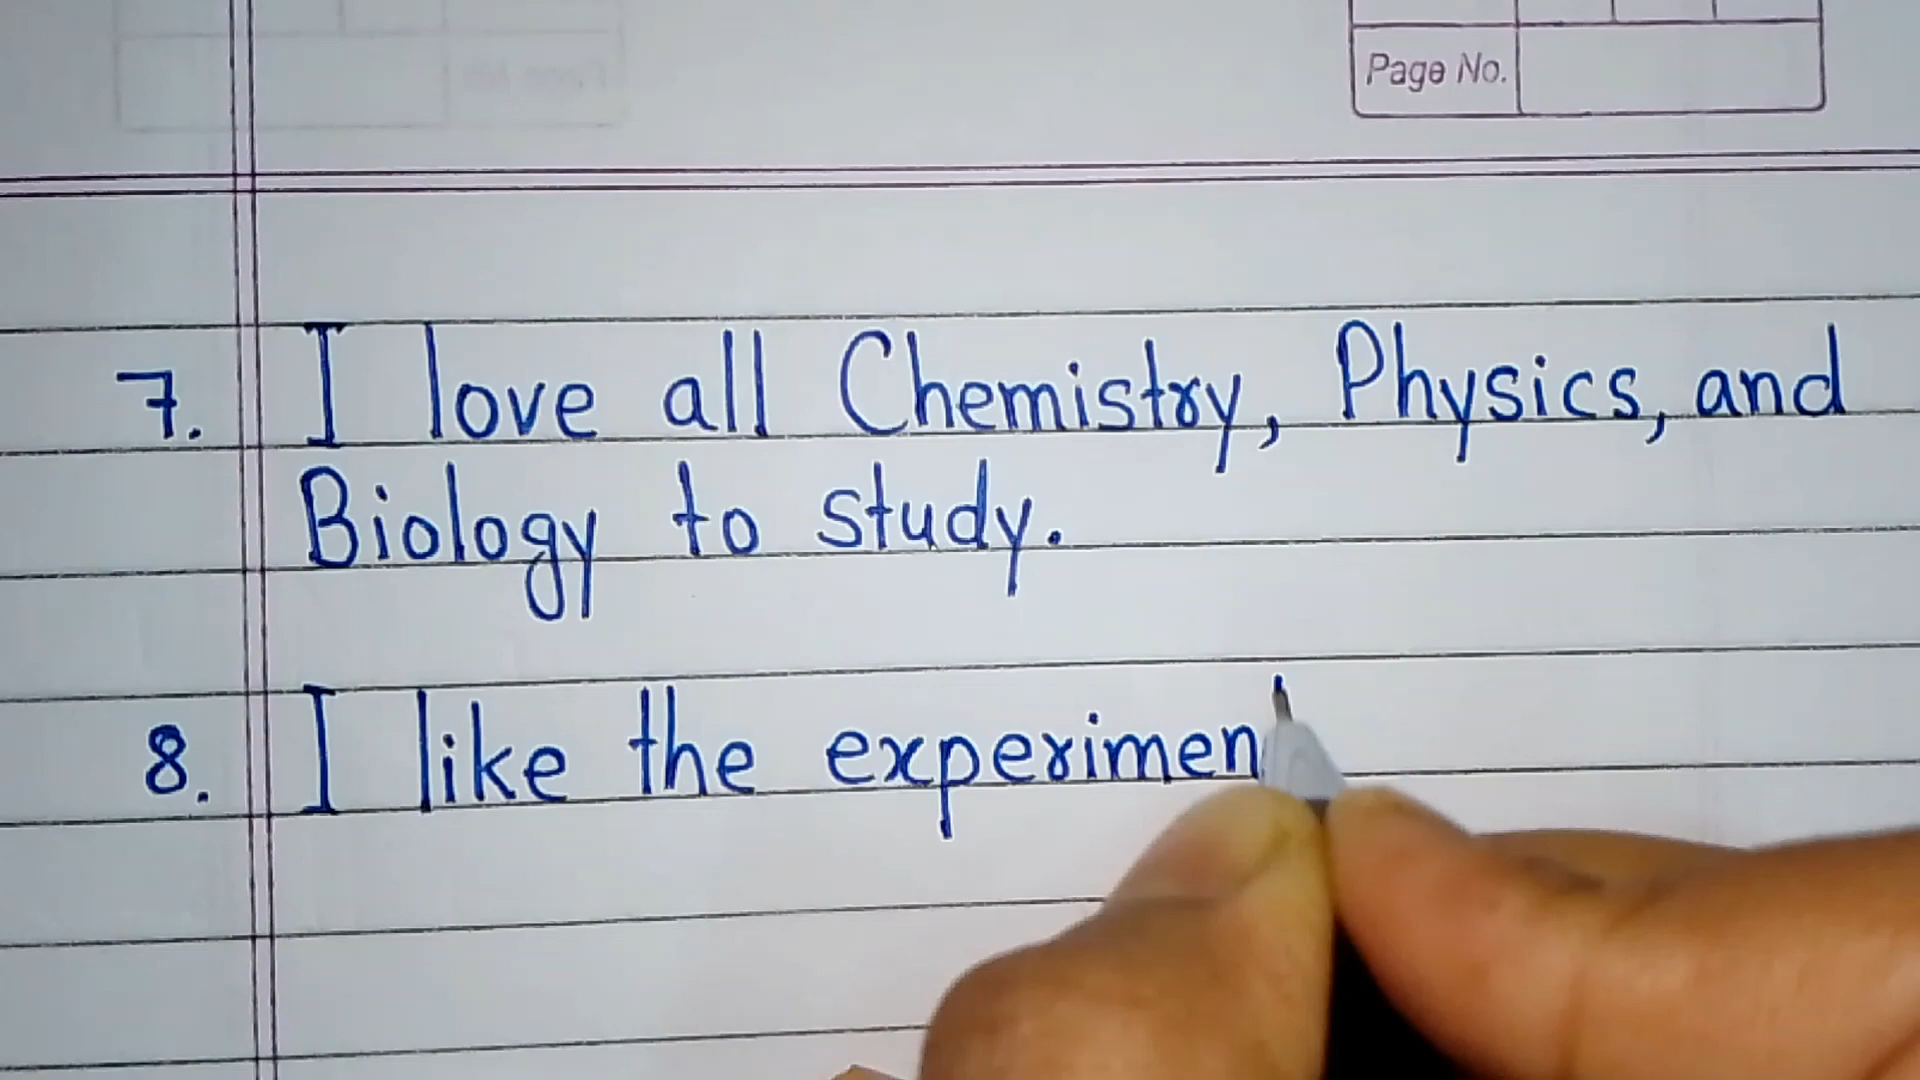 Page No.
7. I love all Chemistry, Physics, and
Biology to study.
8. I like the experimen